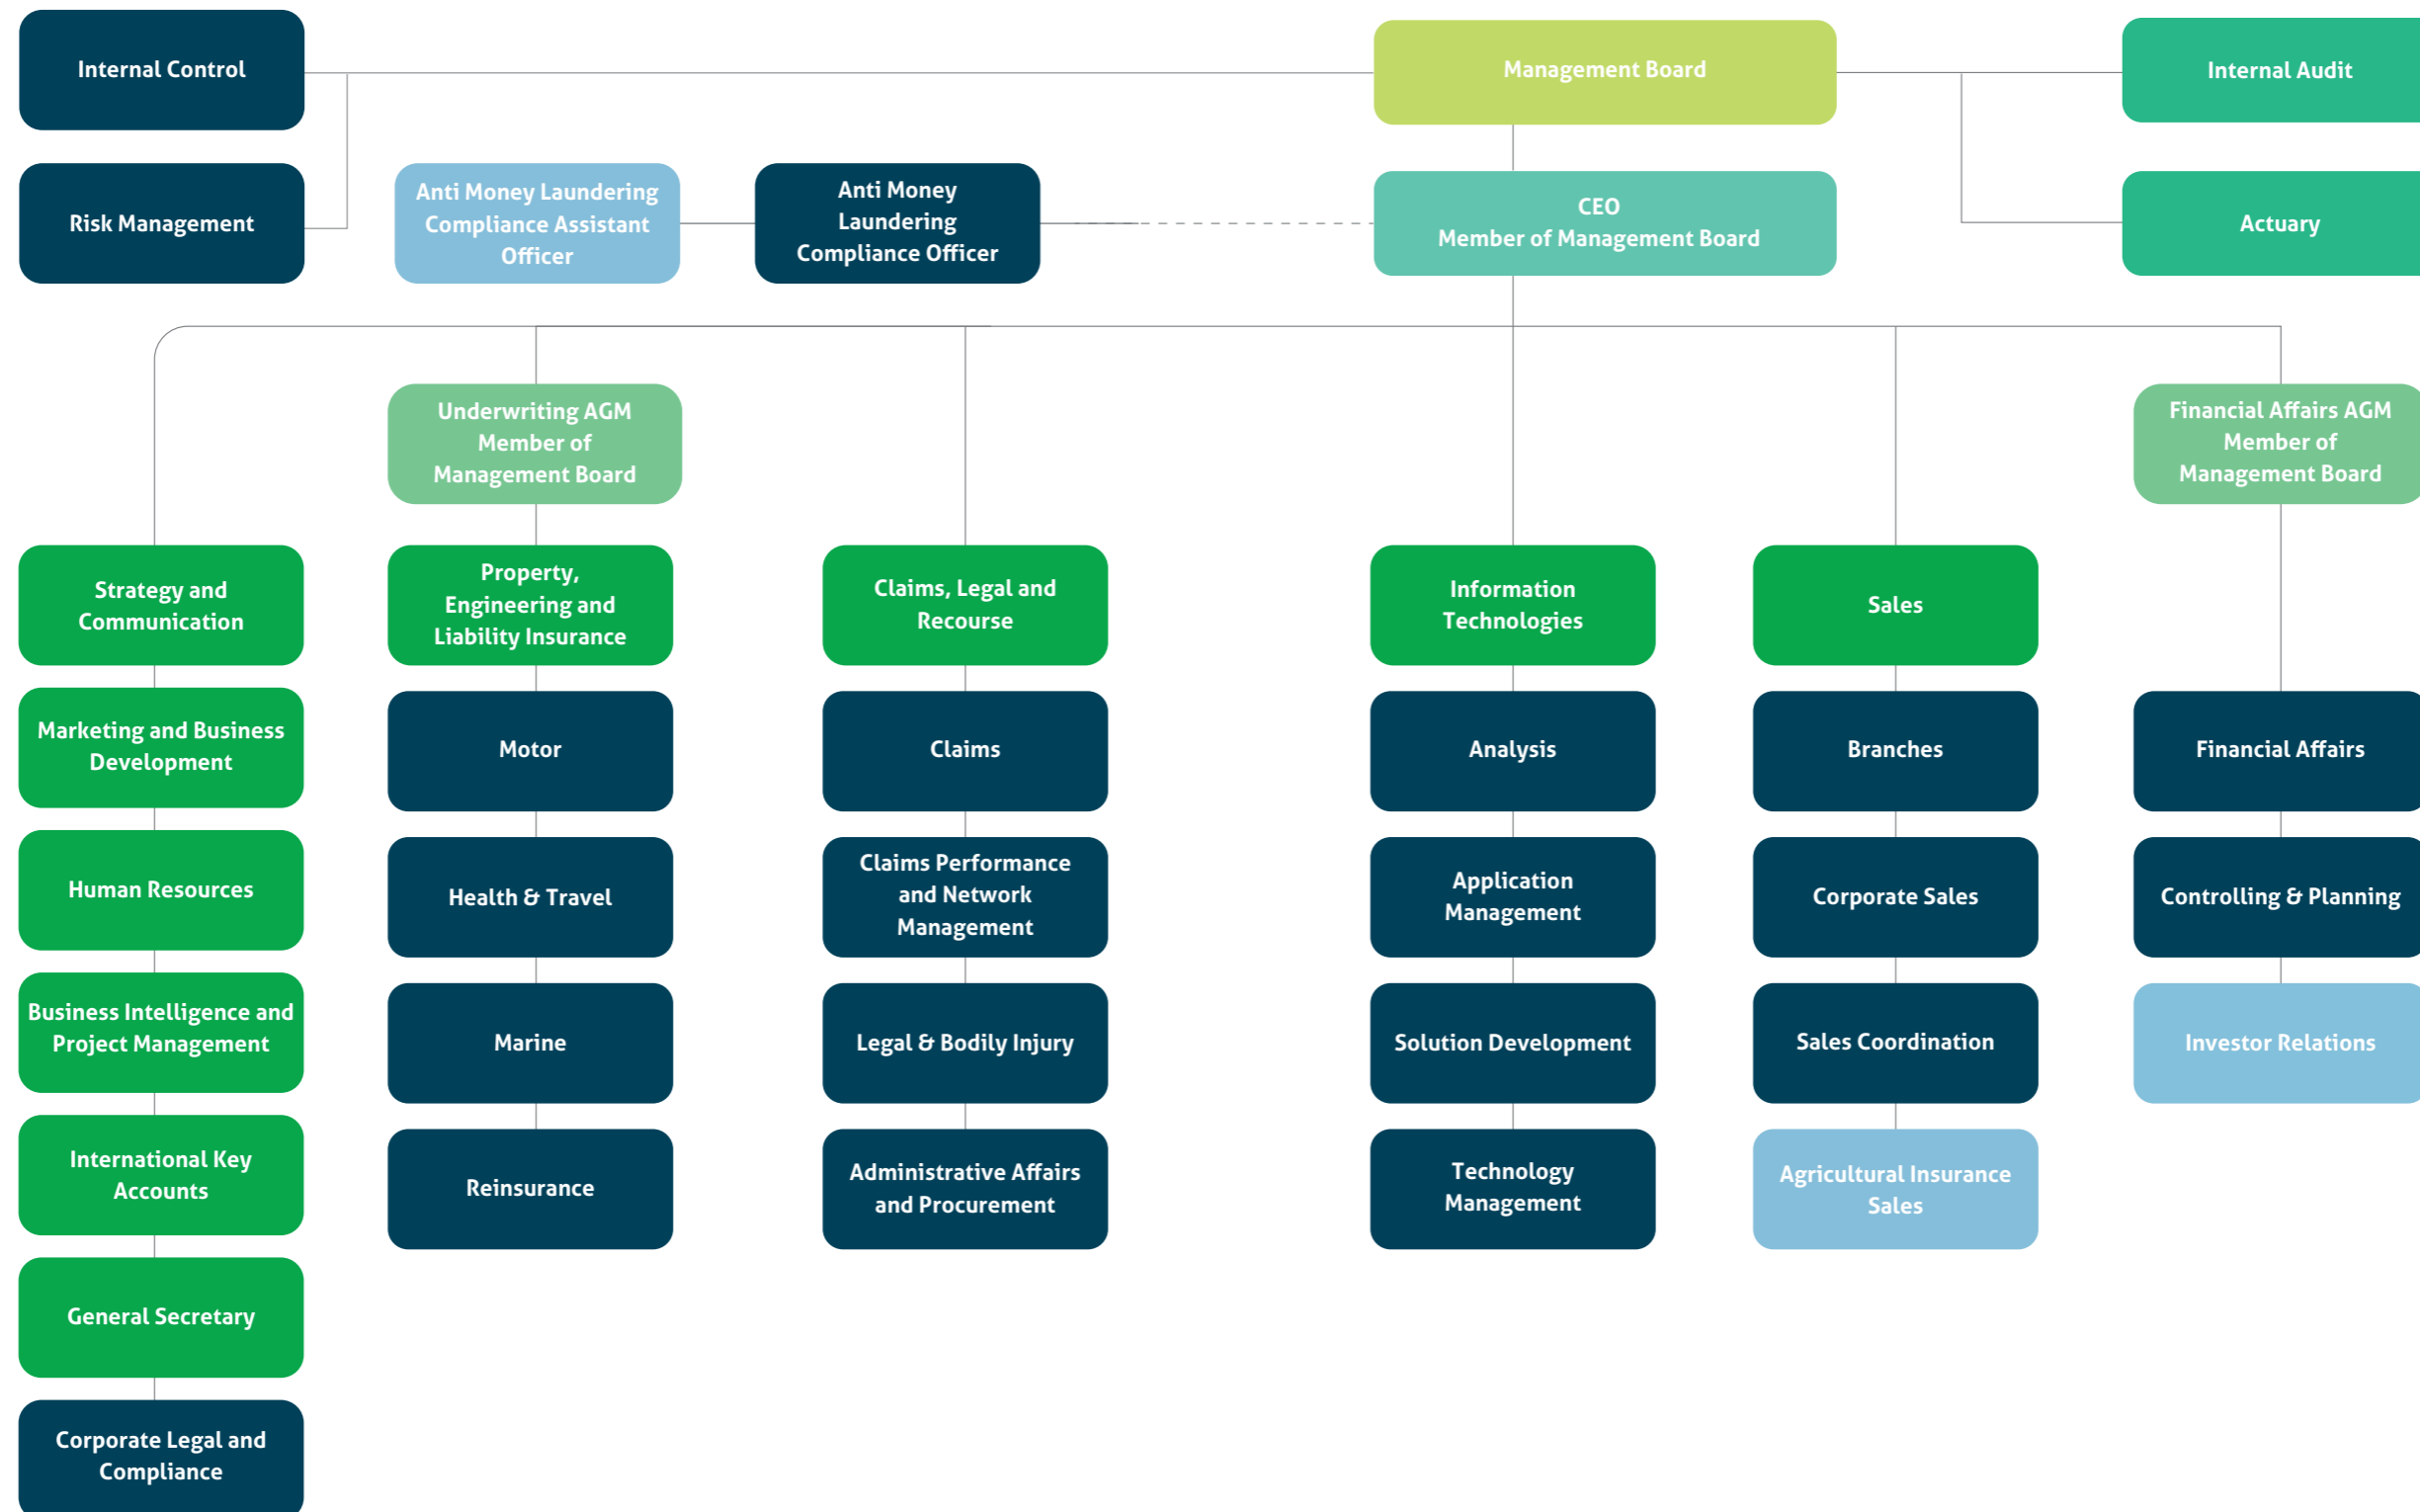 Internal Control
Management Board
Internal Audit
Risk Management
Anti Money Laundering
Compliance Assistant
Officer
Anti Money
Laundering
Compliance Officer
CEO
Member of Management Board
Actuary
Underwriting AGM
Member of
Management Board
Financial Affairs AGM
Member of
Management Board
Strategy and
Communication
Property,
Engineering and
Liability Insurance
Claims, Legal and
Recourse
Information
Technologies
Sales
Marketing and Business
Development
Motor
Claims
Analysis
Branches
Financial Affairs
Human Resources
Health & Travel
Claims Performance
and Network
Management
Application
Management
Corporate Sales
Controlling & Planning
Business Intelligence and
Project Management
Marine
Legal & Bodily Injury
Solution Development
Sales Coordination
Investor Relations
International Key
Accounts
Reinsurance
Administrative Affairs
and Procurement
Technology
Management
Agricultural Insurance
Sales
General Secretary
Corporate Legal and
Compliance